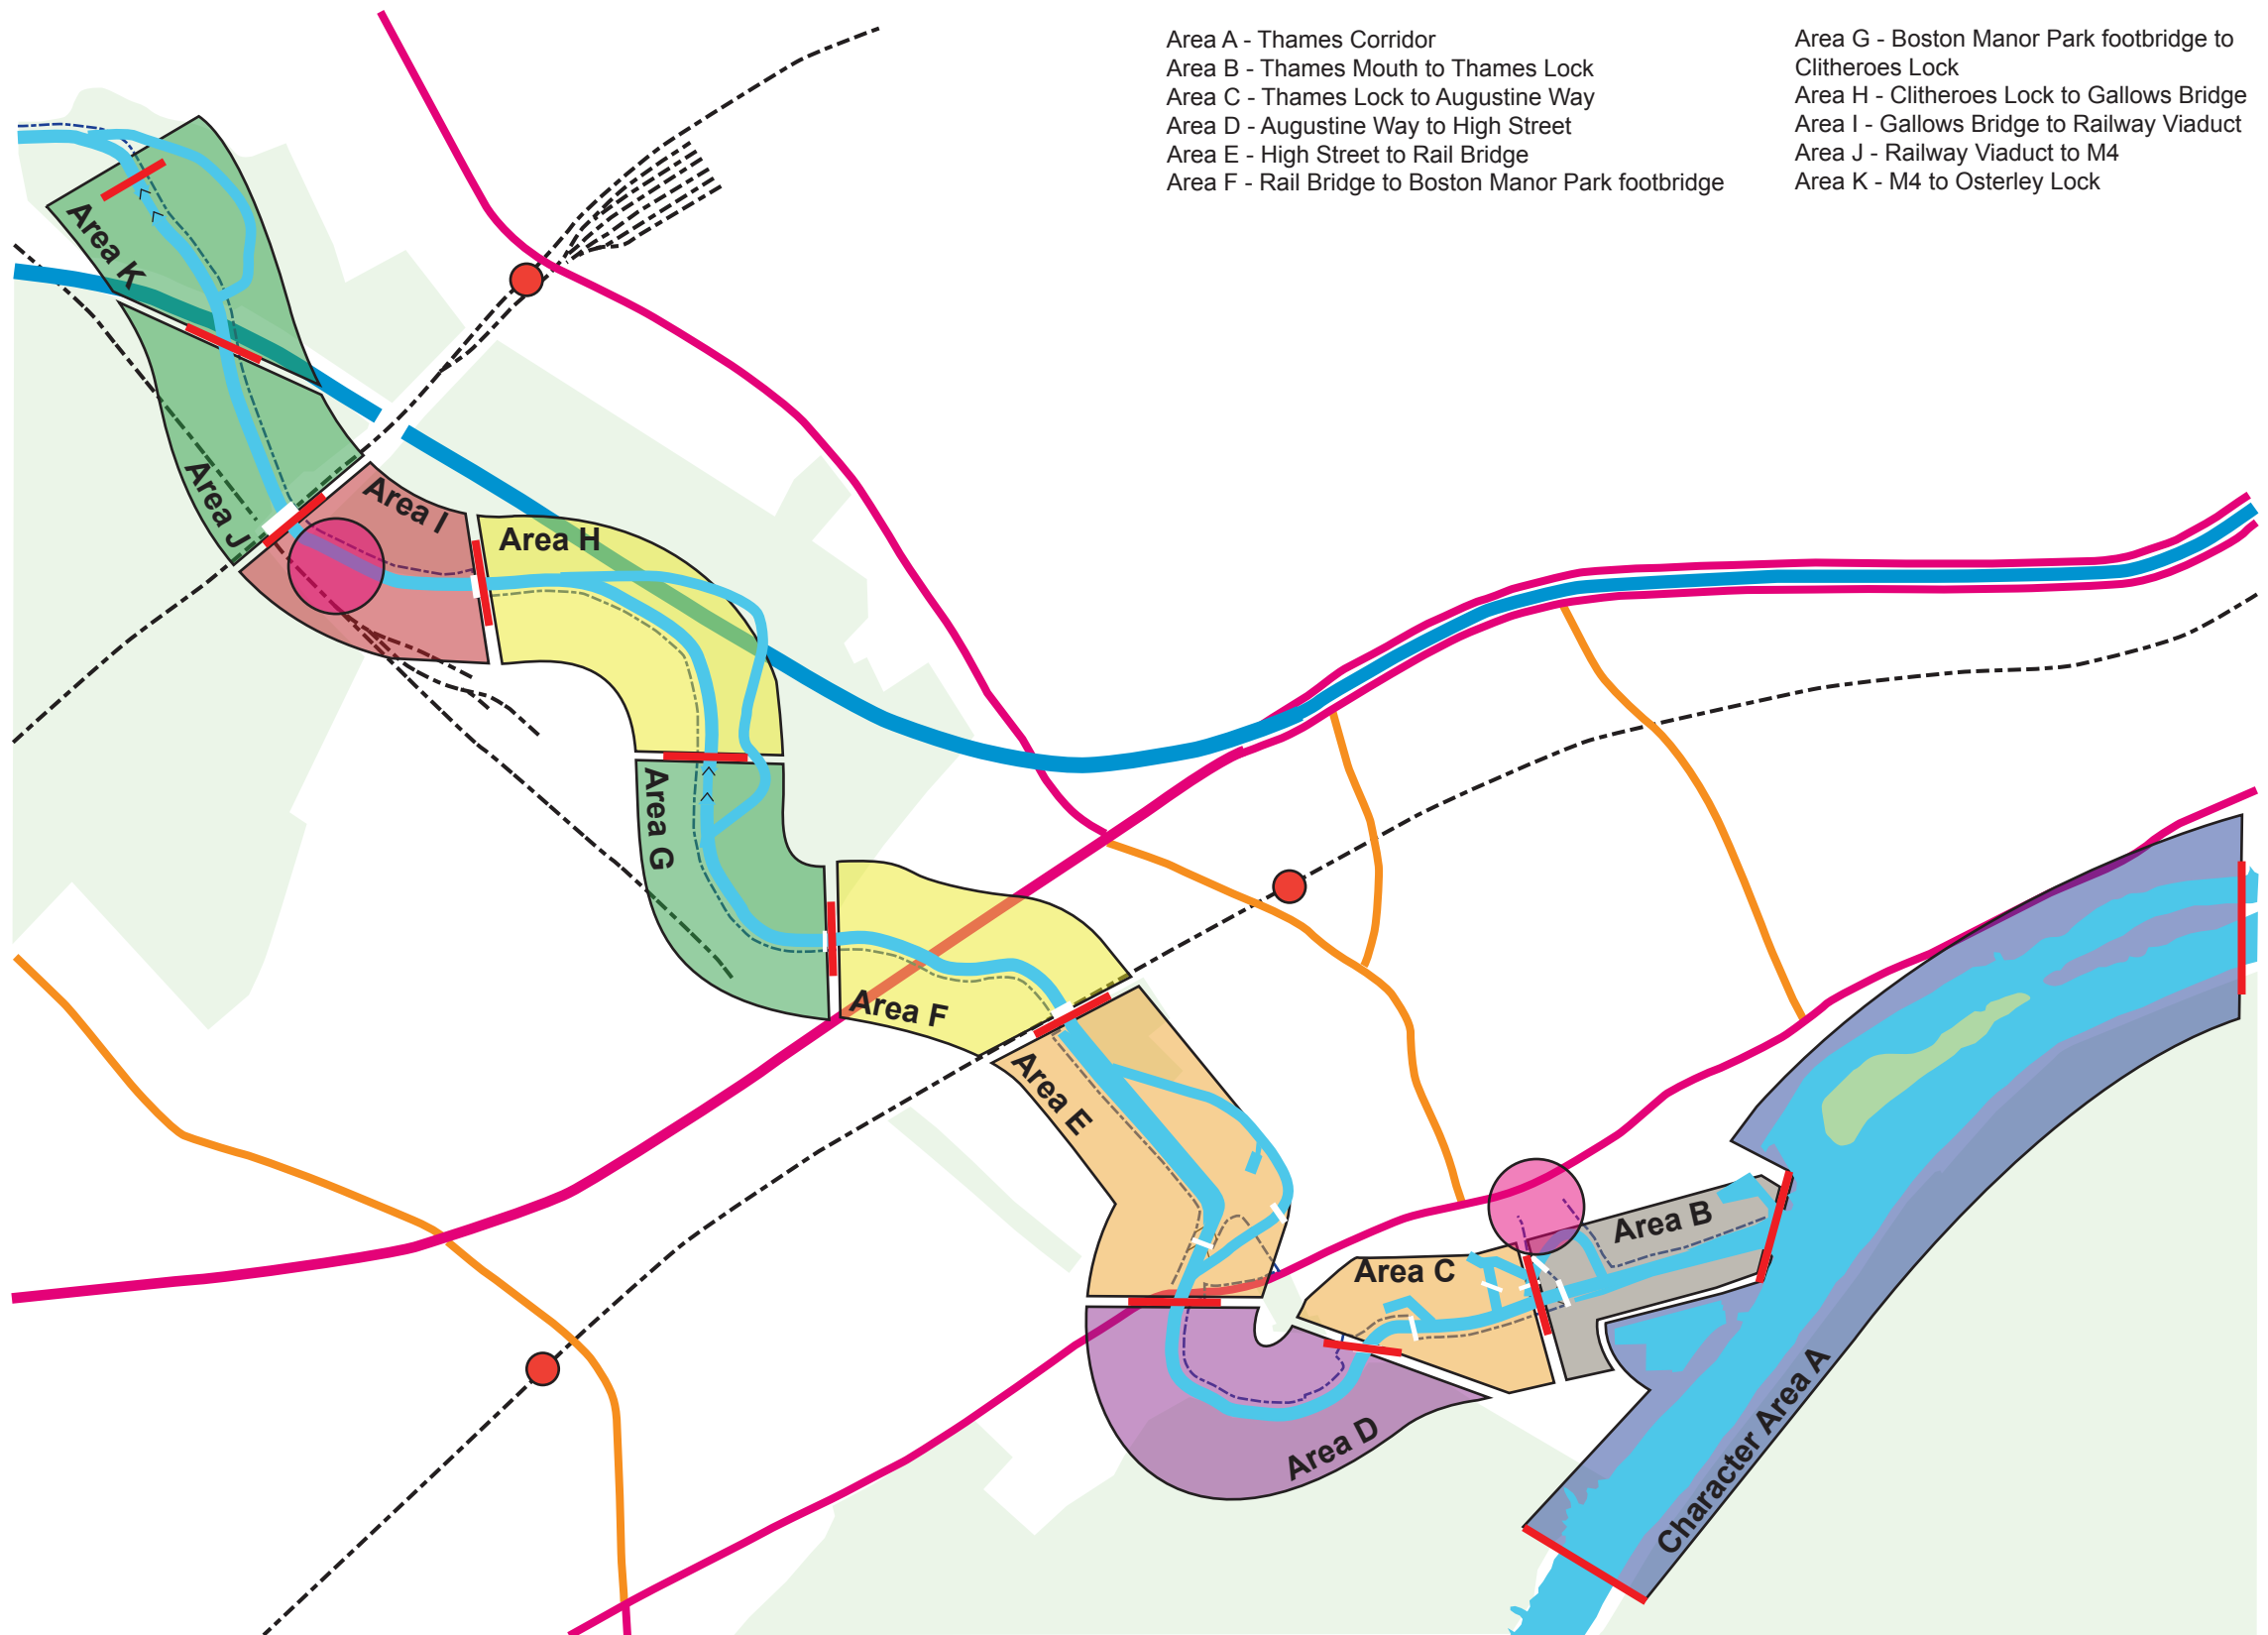 Area A - Thames Corridor
Area B - Thames Mouth to Thames Lock
Area C - Thames Lock to Augustine Way
Area D - Augustine Way to High Street
Area E - High Street to Rail Bridge
Area F - Rail Bridge to Boston Manor Park footbridge
Area G - Boston Manor Park footbridge to
Clitheroes Lock
Area H - Clitheroes Lock to Gallows Bridge
Area I - Gallows Bridge to Railway Viaduct
Area J - Railway Viaduct to M4
Area K - M4 to Osterley Lock
Area K
Area J
Area I
Area H
Area G
Area F
Area E
Area D
Area C
Area B
Character Area A